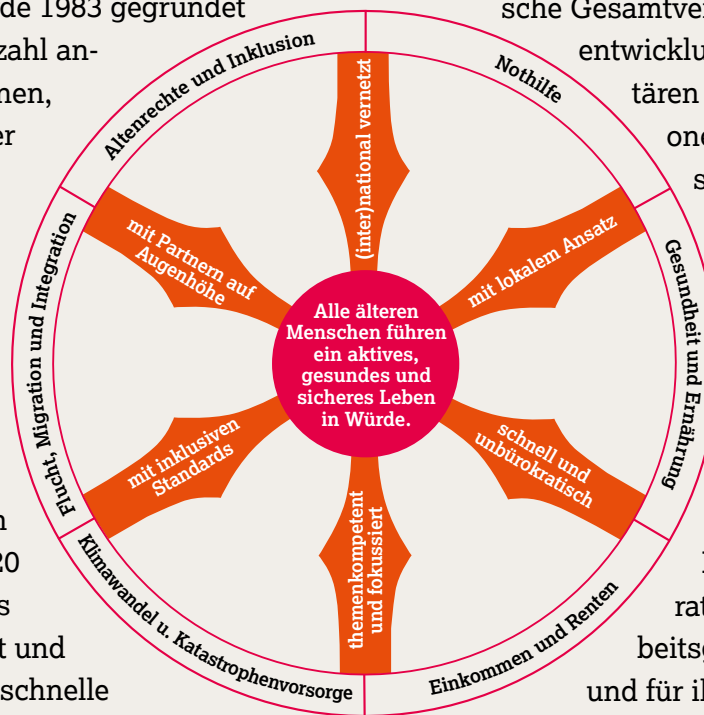 de 1983 gegründet
zahl an-
nen,
er
sche Gesamtver
entwicklu
tären
one
s
Altenrechte und Inklusion
Nothilfe
Gesundheit und Ernährung
Einkommen und Renten
Klimawandel u. Katastrophenvorsorge
Flucht, Migration und Integration
(inter)national vernetzt
mit lokalem Ansatz
schnell und
unbürokratisch
themenkompetent
und fokussiert
mit inklusiven
Standards
mit Partnern auf
Augenhöhe
Alle älteren
Menschen führen
ein aktives,
gesundes und
sicheres Leben
in Würde.
n
20
s
t und
schnelle
rat
beitsg
und für ih